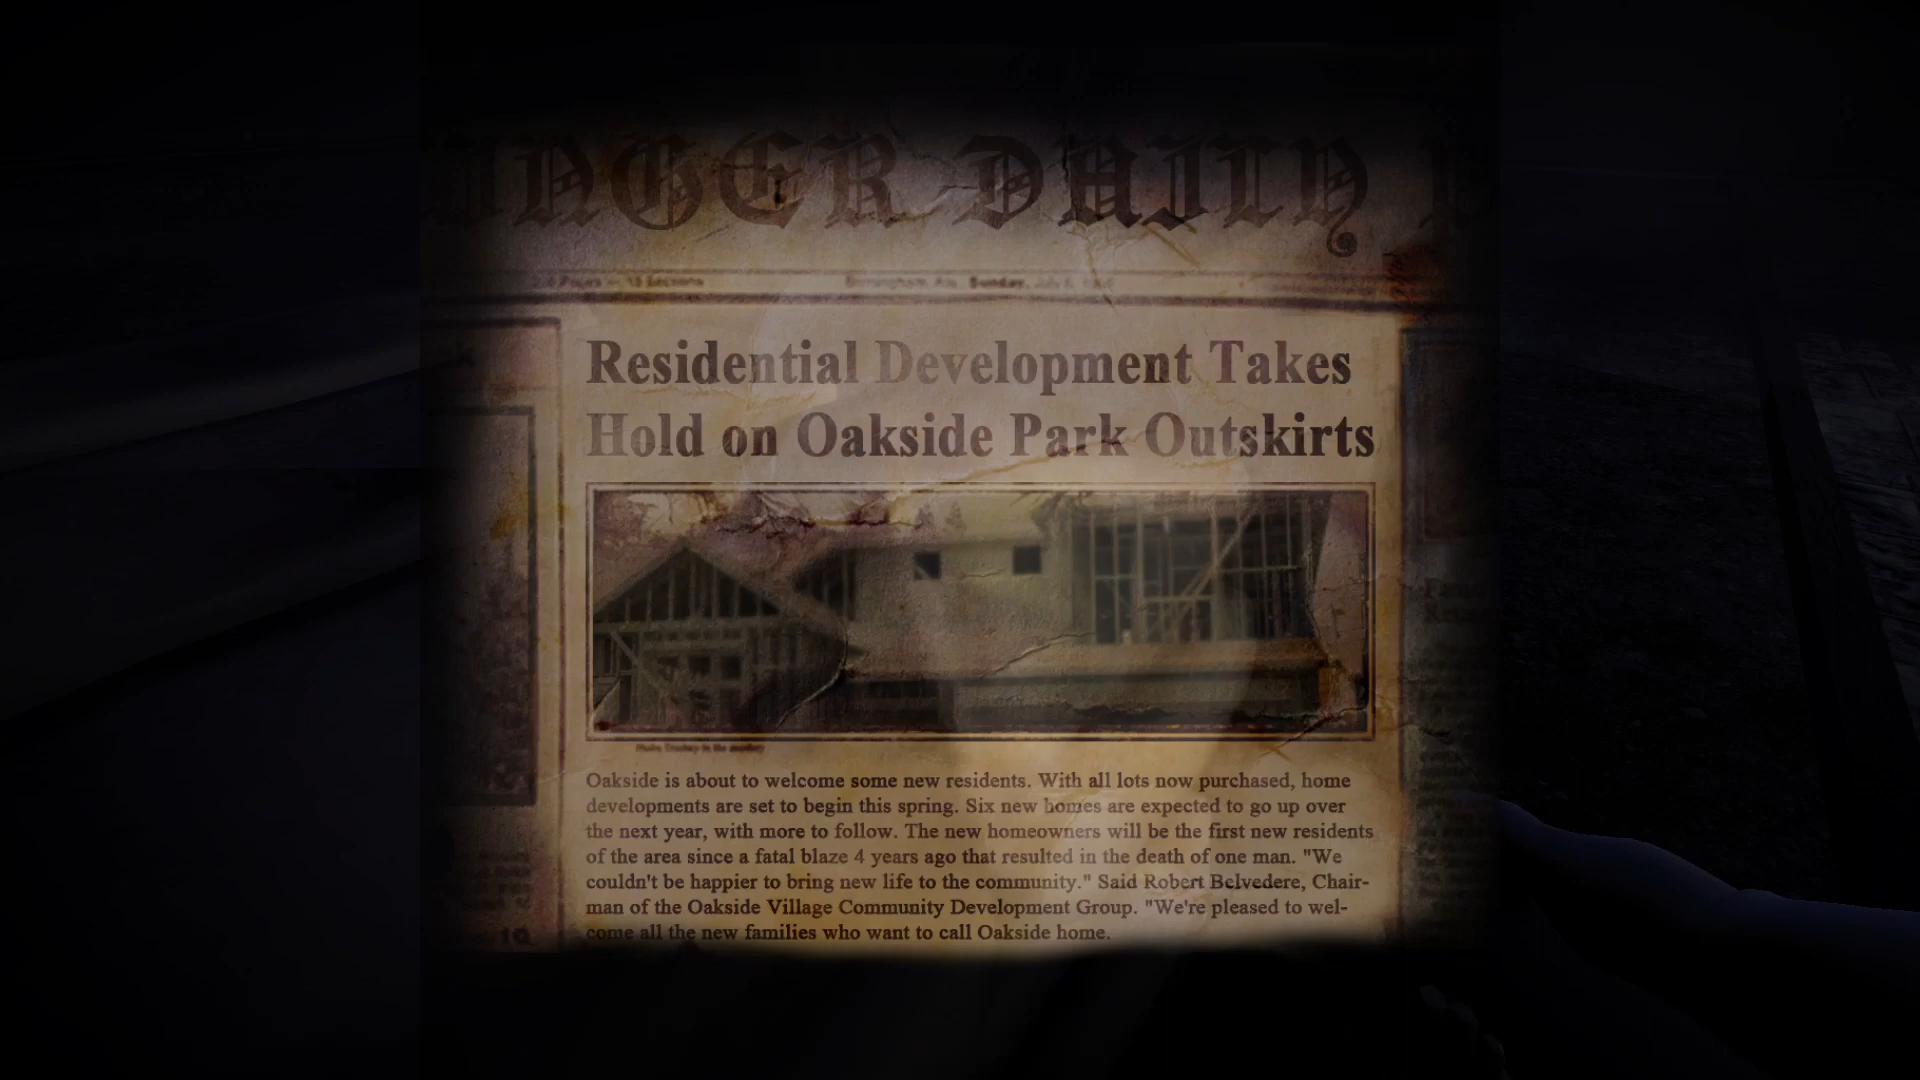 INGER DAILY
Residential Development Takes
Hold on Oakside Park Outskirts
Oakside is about to welcome some new residents. With all lots now purchased, home
developments are set to begin this spring. Six new homes are expected to go up over
the next year, with more to follow. The new homeowners will be the first new residents
of the area since a fatal blaze 4 years ago that resulted in the death of one man. "We
couldn't be happier to bring new life to the community." Said Robert Belvedere, Chair-
man of the Oakside Village Community Development Group. "We're pleased to wel-
come all the new families who want to call Oakside home.